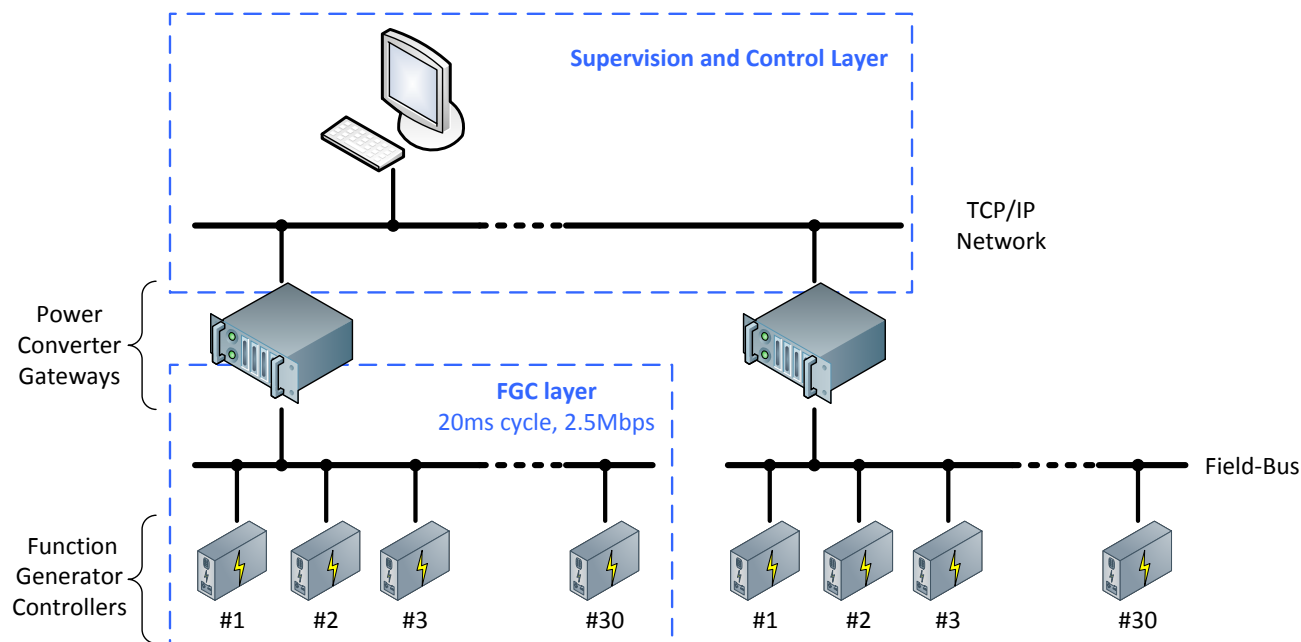 Supervision and Control Layer
TCP/IP
Network
Power
Converter
Gateways
FGC layer
20ms cycle, 2.5Mbps
Field-Bus
Function
Generator
Controllers
#1 #2 #3 #30 #1 #2 #3 #30